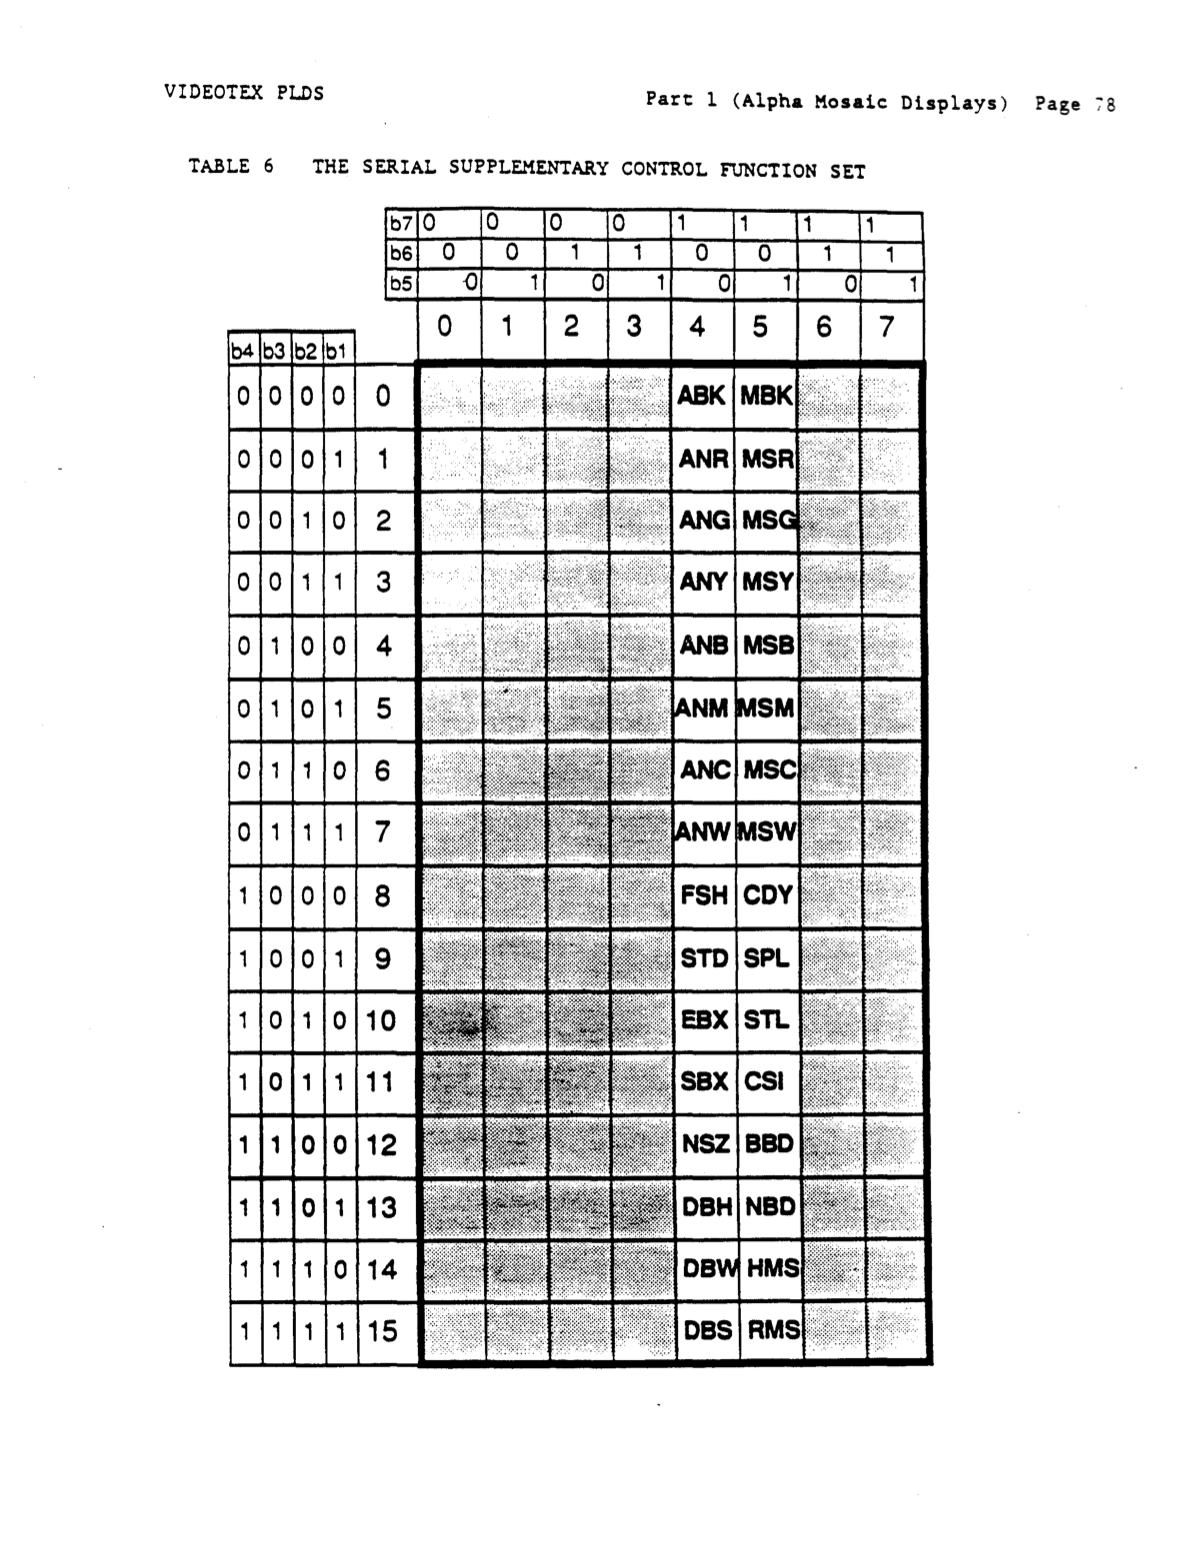 VIDEOTEX PLDS
Part 1 (Alpha Mosaic Displays) Page 78
TABLE 6 THE SERIAL SUPPLEMENTARY CONTROL FUNCTION SET
b7 0 0 0 0 1 1 1 1
b6 0 0 1 1 0 0 1 1
b5 0 1 0 1 0 1 0 1
0 1 2 3 4 5 6 7
b4 b3 b2 b1
0 0 0 0 0 ABK MBK
0 0 0 1 1 ANR MSR
0 0 1 0 2 ANG MSG
0 0 1 1 3 ANY MSY
0 1 0 0 4 ANB MSB
0 1 0 1 5 ANM MSM
0 1 1 0 6 ANC MSC
0 1 1 1 7 ANW MSW
1 0 0 0 8 FSH CDY
1 0 0 1 9 STD SPL
1 0 1 0 10 EBX STL
1 0 1 1 11 SBX CSI
1 1 0 0 12 NSZ BBD
1 1 0 1 13 DBH NBD
1 1 1 0 14 DBW HMS
1 1 1 1 15 DBS RMS